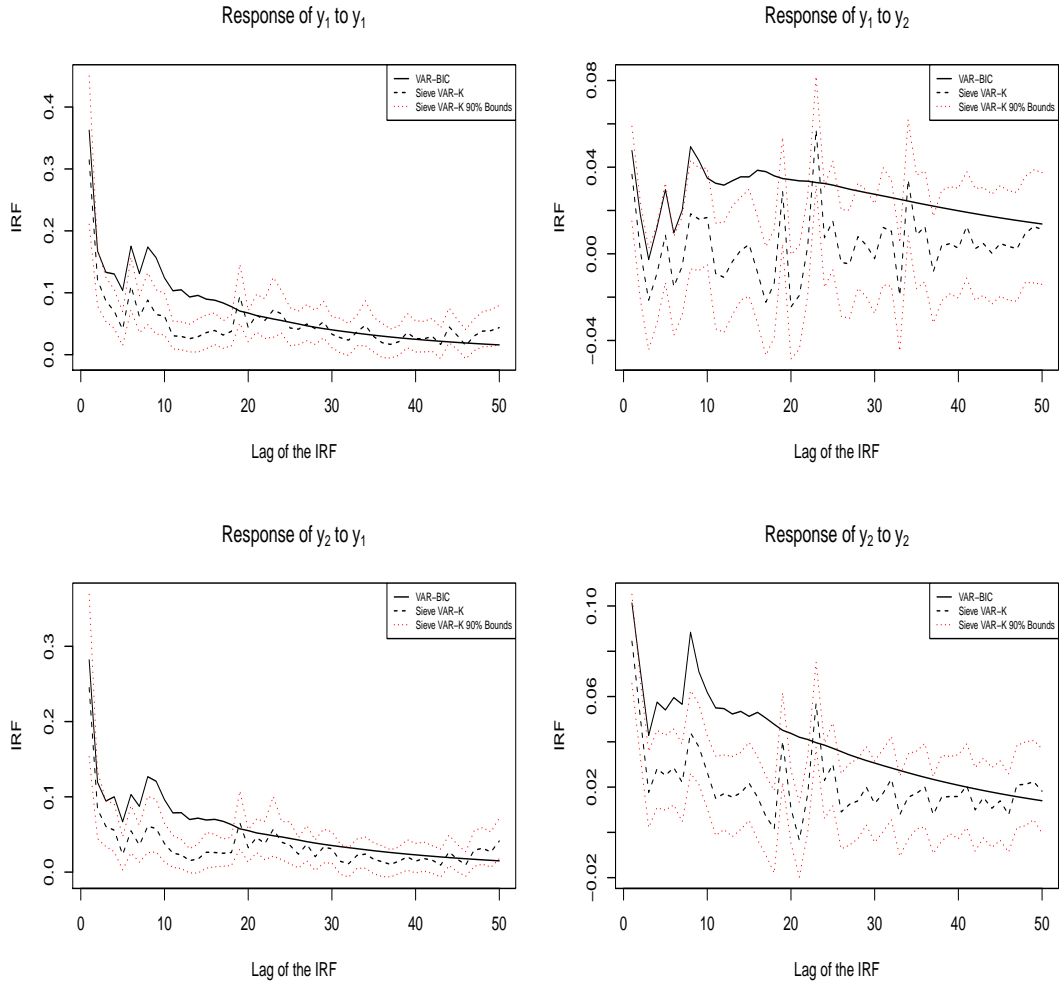 Response of y1 to y1
VAR−BIC
Sieve VAR−K
Sieve VAR−K 90% Bounds
IRF
0.4
0.3
0.2
0.1
0.0
0 10 20 30 40 50
Lag of the IRF
Response of y1 to y2
VAR−BIC
Sieve VAR−K
Sieve VAR−K 90% Bounds
IRF
0.08
0.04
0.00
−0.04
0 10 20 30 40 50
Lag of the IRF
Response of y2 to y1
VAR−BIC
Sieve VAR−K
Sieve VAR−K 90% Bounds
IRF
0.3
0.2
0.1
0.0
0 10 20 30 40 50
Lag of the IRF
Response of y2 to y2
VAR−BIC
Sieve VAR−K
Sieve VAR−K 90% Bounds
IRF
0.10
0.06
0.02
−0.02
0 10 20 30 40 50
Lag of the IRF